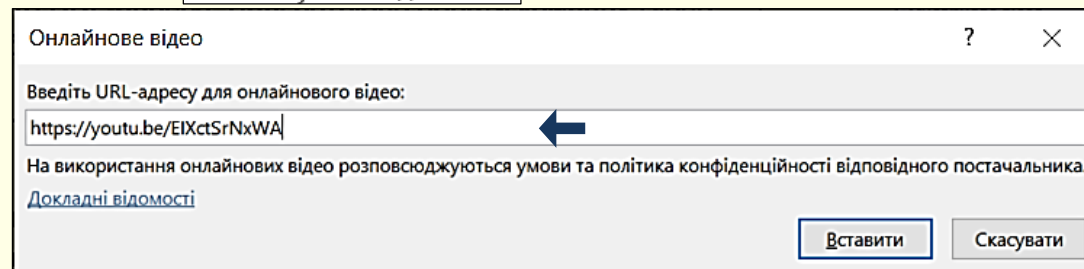 Онлайнове відео
?
Введіть URL-адресу для онлайнового відео:
https://youtu.be/EIXctSrNxWA
На використання онлайнових відео розповсюджуються умови та політика конфіденційності відповідного постачальника.
Докладні відомості
Вставити Скасувати